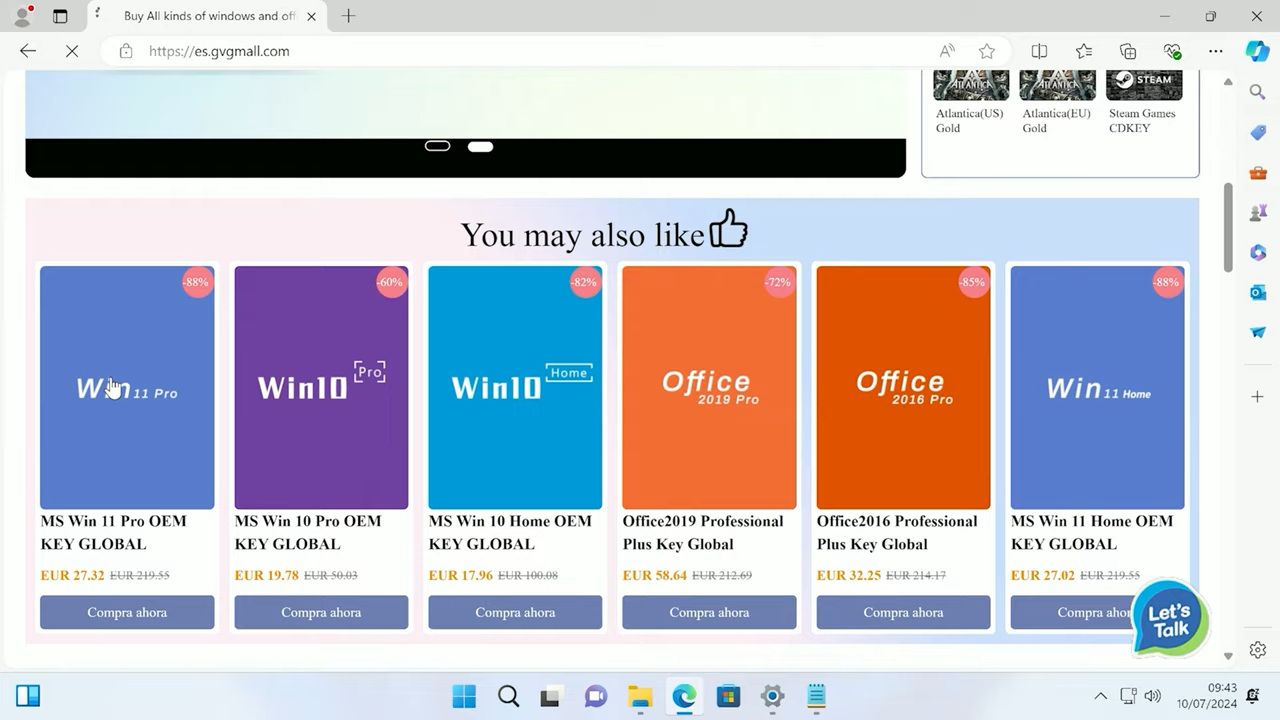 Buy All kinds of windows and off
https://es.gvgmall.com
STEAM
Atlantica(US)
Gold
Atlantica(EU)
Gold
Steam Games
CDKEY
You may also like
-88%
-60%
-82%
-72%
-85%
-88%
Win 11 Pro
Win10 Pro
Win10 Home
Office
2019 Pro
Office
2016 Pro
Win 11 Home
MS Win 11 Pro OEM
KEY GLOBAL
MS Win 10 Pro OEM
KEY GLOBAL
MS Win 10 Home OEM
KEY GLOBAL
Office2019 Professional
Plus Key Global
Office2016 Professional
Plus Key Global
MS Win 11 Home OEM
KEY GLOBAL
EUR 27.32 EUR 219.55
EUR 19.78 EUR 50.03
EUR 17.96 EUR 100.08
EUR 58.64 EUR 212.69
EUR 32.25 EUR 214.17
EUR 27.02 EUR 219.55
Compra ahora
Compra ahora
Compra ahora
Compra ahora
Compra ahora
Compra ahor
Let's
Talk
09:43
10/07/2024